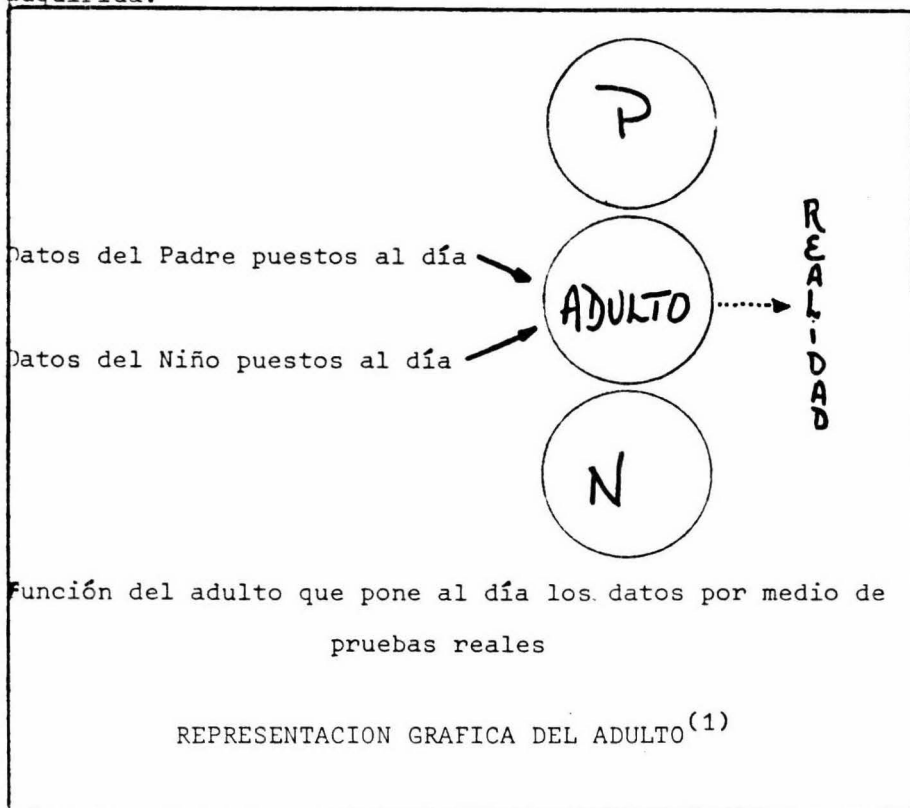 P
Datos del Padre puestos al día
ADULTO
REALIDAD
Datos del Niño puestos al día
N
Función del adulto que pone al día los datos por medio de
pruebas reales
REPRESENTACION GRAFICA DEL ADULTO(1)